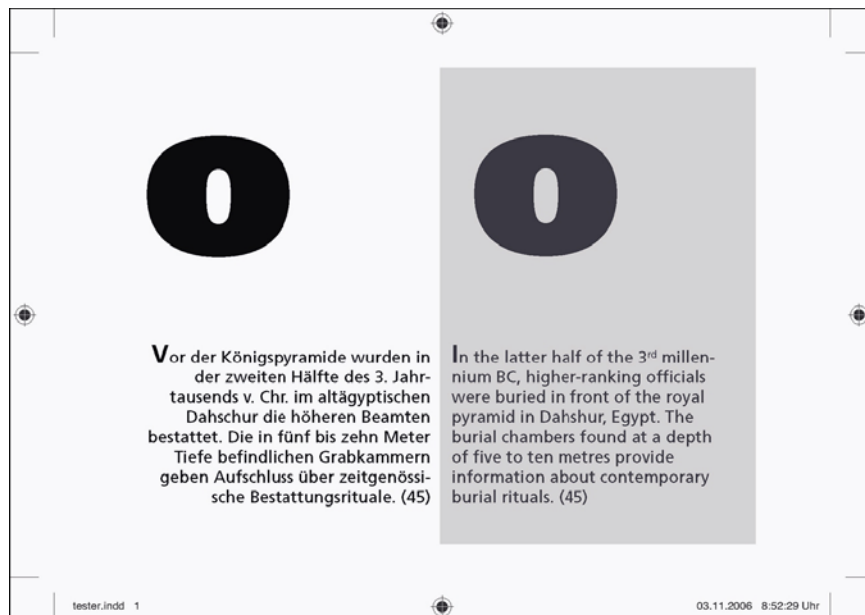 o
o
Vor der Königspyramide wurden in
der zweiten Hälfte des 3. Jahr-
tausends v. Chr. im altägyptischen
Dahschur die höheren Beamten
bestattet. Die in fünf bis zehn Meter
Tiefe befindlichen Grabkammern
geben Aufschluss über zeitgenössi-
sche Bestattungsrituale. (45)
In the latter half of the 3rd millen-
nium BC, higher-ranking officials
were buried in front of the royal
pyramid in Dahshur, Egypt. The
burial chambers found at a depth
of five to ten metres provide
information about contemporary
burial rituals. (45)
tester.indd 1
03.11.2006 8:52:29 Uhr